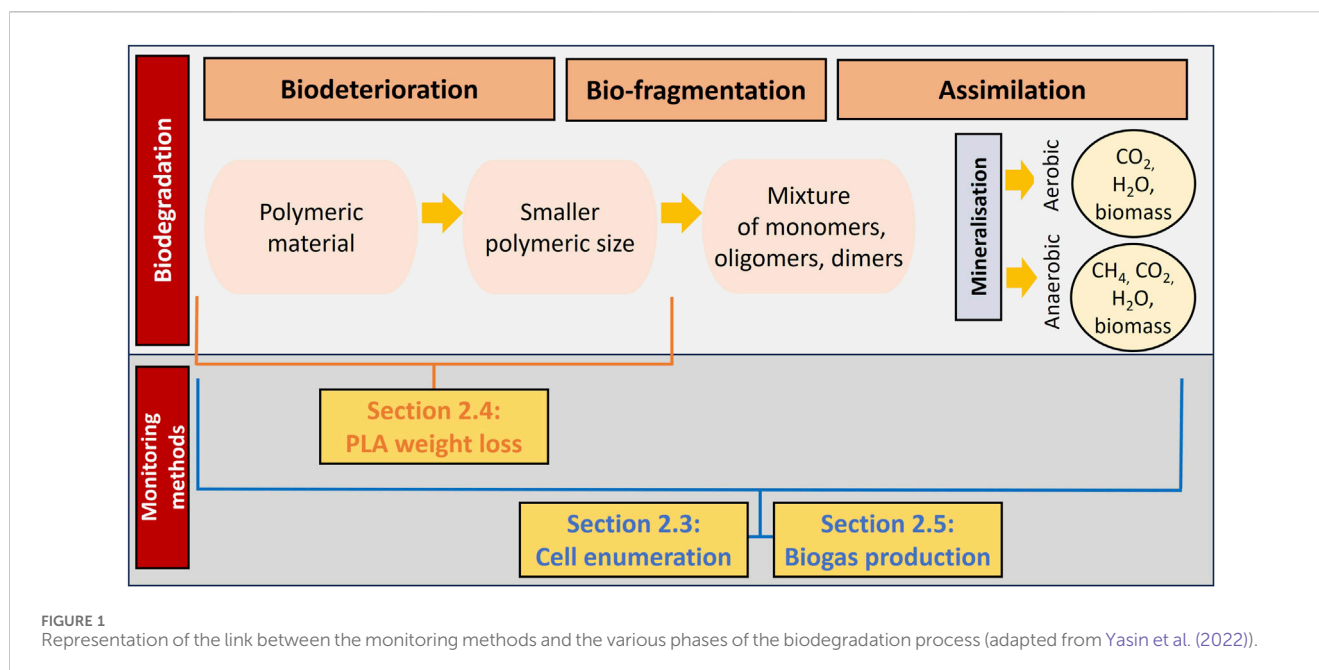 Biodegradation
Biodeterioration
Bio-fragmentation
Assimilation
Polymeric
material
Smaller
polymeric size
Mixture
of monomers,
oligomers, dimers
Mineralisation
Aerobic
CO₂,
H₂O,
biomass
Anaerobic
CH₄, CO₂,
H₂O,
biomass
Monitoring
methods
Section 2.4:
PLA weight loss
Section 2.3:
Cell enumeration
Section 2.5:
Biogas production
FIGURE 1
Representation of the link between the monitoring methods and the various phases of the biodegradation process (adapted from Yasin et al. (2022)).